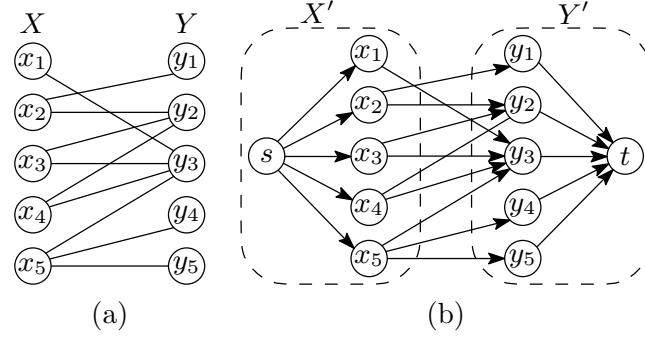 X Y X′ Y′
x₁ y₁ x₁ y₁
x₂ y₂ x₂ y₂
s x₃ y₃ x₃ y₃ t
x₄ y₄ x₄ y₄
x₅ y₅ x₅ y₅
(a) (b)